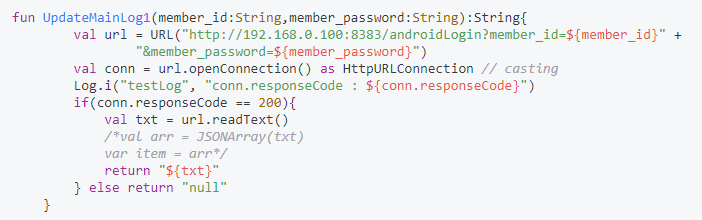 fun UpdateMainLog1(member_id:String,member_password:String):String{
        val url = URL("http://192.168.0.100:8383/androidLogin?member_id=${member_id}" +
                "&member_password=${member_password}")
        val conn = url.openConnection() as HttpURLConnection // casting
        Log.i("testLog", "conn.responseCode : ${conn.responseCode}")
        if(conn.responseCode == 200){
            val txt = url.readText()
            /*val arr = JSONArray(txt)
            var item = arr*/
            return "${txt}"
        } else return "null"
    }